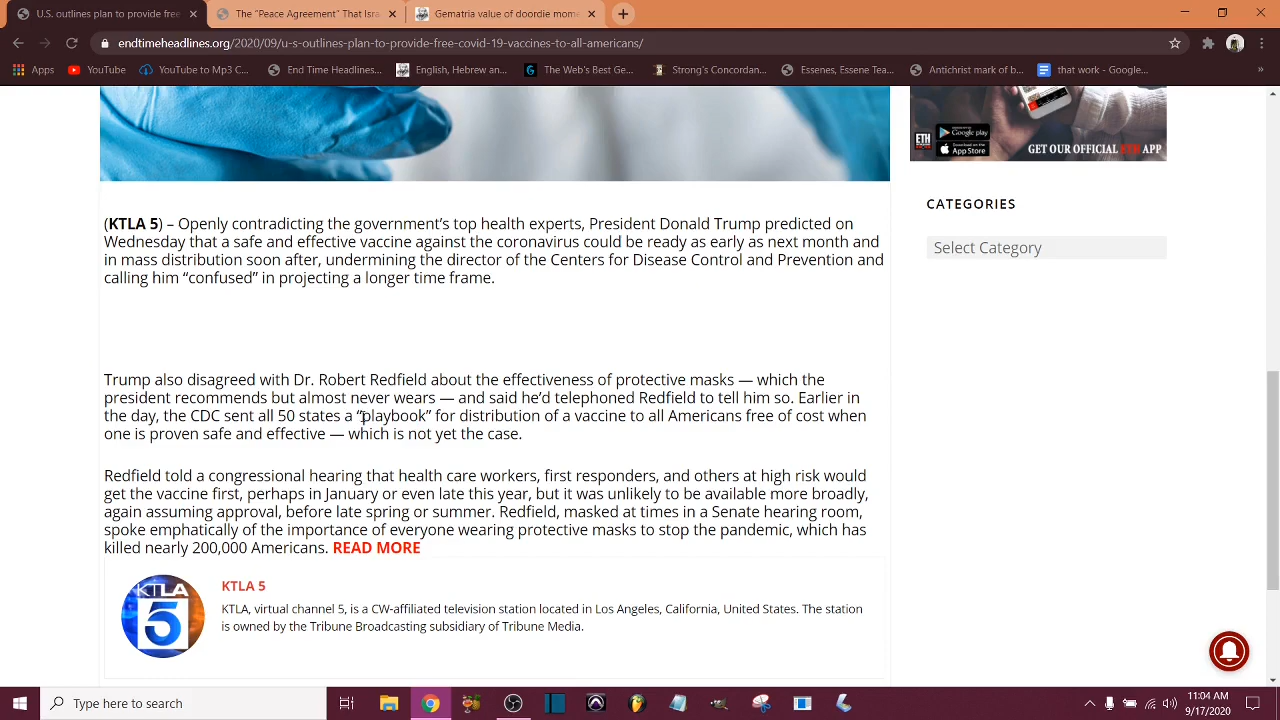 U.S. outlines plan to provide free
The "Peace Agreement" That Isra
Gematria value of doordie mom
endtimeheadlines.org/2020/09/u-s-outlines-plan-to-provide-free-covid-19-vaccines-to-all-americans/
Apps
YouTube
YouTube to Mp3 C...
End Time Headlines...
English, Hebrew an...
The Web's Best Ge...
Strong's Concordan...
Essenes, Essene Tea...
Antichrist mark of b...
that work - Google...
»
ETH
Google play
Download on the
App Store
GET OUR OFFICIAL ETH APP
CATEGORIES
Select Category
(KTLA 5) – Openly contradicting the government's top health experts, President Donald Trump predicted on
Wednesday that a safe and effective vaccine against the coronavirus could be ready as early as next month and
in mass distribution soon after, undermining the director of the Centers for Disease Control and Prevention and
calling him “confused” in projecting a longer time frame.
Trump also disagreed with Dr. Robert Redfield about the effectiveness of protective masks — which the
president recommends but almost never wears — and said he'd telephoned Redfield to tell him so. Earlier in
the day, the CDC sent all 50 states a “playbook” for distribution of a vaccine to all Americans free of cost when
one is proven safe and effective — which is not yet the case.
Redfield told a congressional hearing that health care workers, first responders, and others at high risk would
get the vaccine first, perhaps in January or even late this year, but it was unlikely to be available more broadly,
again assuming approval, before late spring or summer. Redfield, masked at times in a Senate hearing room,
spoke emphatically of the importance of everyone wearing protective masks to stop the pandemic, which has
killed nearly 200,000 Americans. READ MORE
KTLA
5
KTLA 5
KTLA, virtual channel 5, is a CW-affiliated television station located in Los Angeles, California, United States. The station
is owned by the Tribune Broadcasting subsidiary of Tribune Media.
Type here to search
11:04 AM
9/17/2020